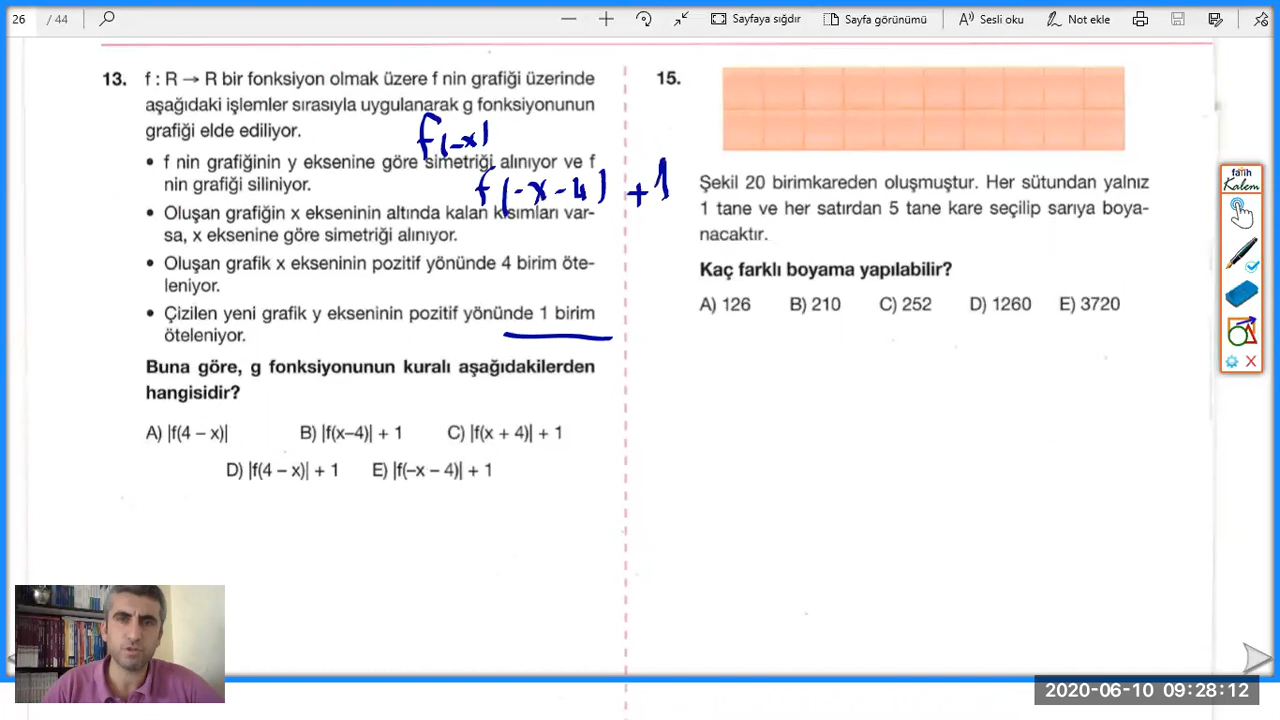 26 / 44
Sayfaya sığdır
Sayfa görünümü
Sesli oku
Not ekle
13. f : R → R bir fonksiyon olmak üzere f nin grafiği üzerinde
aşağıdaki işlemler sırasıyla uygulanarak g fonksiyonunun
grafiği elde ediliyor.
f(-x)
• f nin grafiğinin y eksenine göre simetriği alınıyor ve f
nin grafiği siliniyor.
f(-x-4) +1
• Oluşan grafiğin x ekseninin altında kalan kısımları var-
sa, x eksenine göre simetriği alınıyor.
• Oluşan grafik x ekseninin pozitif yönünde 4 birim öte-
leniyor.
• Çizilen yeni grafik y ekseninin pozitif yönünde 1 birim
öteleniyor.
Buna göre, g fonksiyonunun kuralı aşağıdakilerden
hangisidir?
A) |f(4 – x)| B) |f(x–4)| + 1 C) |f(x + 4)| + 1
D) |f(4 – x)| + 1 E) |f(–x – 4)| + 1
15.
Şekil 20 birimkareden oluşmuştur. Her sütundan yalnız
1 tane ve her satırdan 5 tane kare seçilip sarıya boya-
nacaktır.
Kaç farklı boyama yapılabilir?
A) 126 B) 210 C) 252 D) 1260 E) 3720
fatih
Kalem
2020-06-10 09:28:12